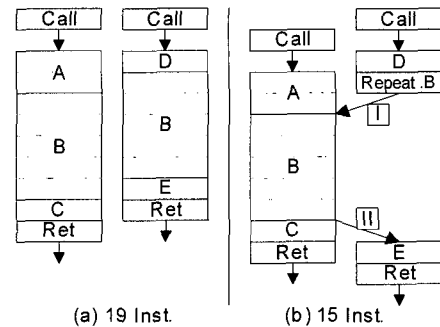 Call
A
B
C
Ret
Call
D
B
E
Ret
(a) 19 Inst.
Call
A
B
C
Ret
Call
D
Repeat .B
I
II
E
Ret
(b) 15 Inst.